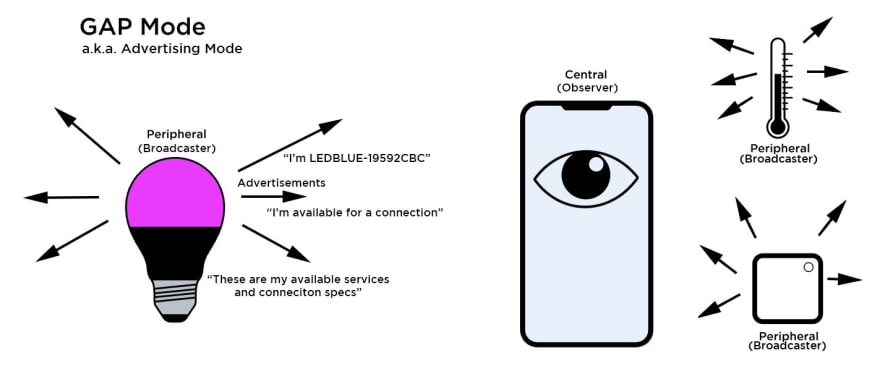 GAP Mode
a.k.a. Advertising Mode
Peripheral
(Broadcaster)
“I’m LEDBLUE-19592CBC”
Advertisements
“I’m available for a connection”
“These are my available services
and conneciton specs”
Central
(Observer)
Peripheral
(Broadcaster)
Peripheral
(Broadcaster)